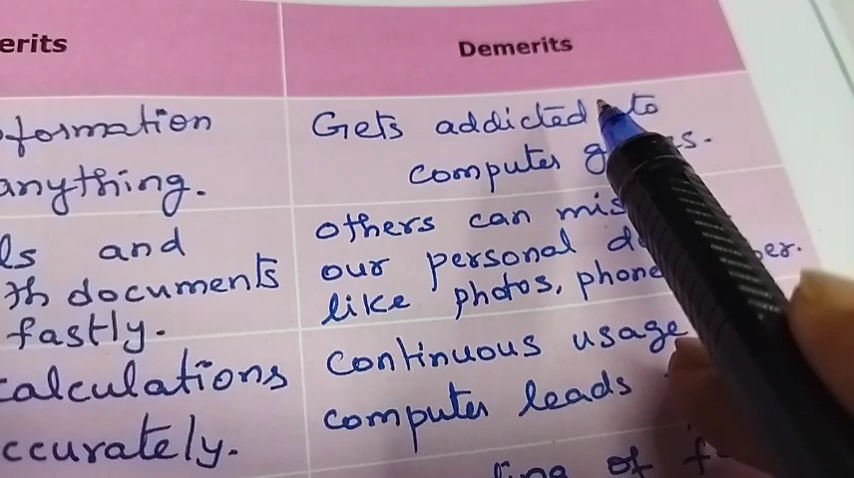 erits
Demerits
formation
anything.
ls and
th documents
fastly.
calculations
ccurately.
Gets addicted to
computer
others can
our personal
like photos, phone
continuous usage
computer leads
of